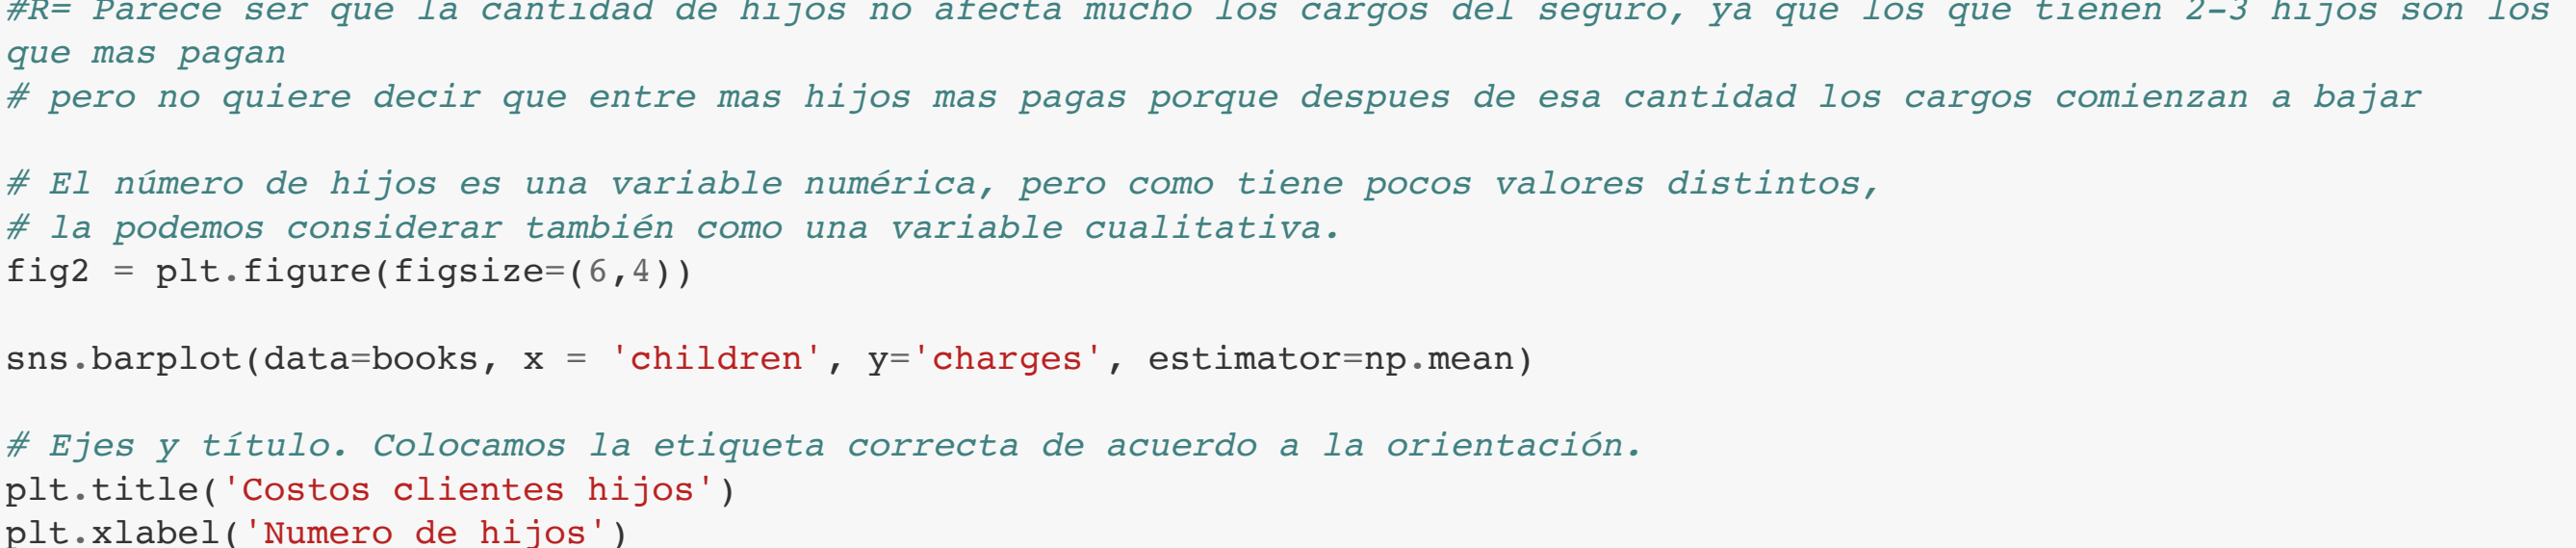 #R= Parece ser que la cantidad de hijos no afecta mucho los cargos del seguro, ya que los que tienen 2-3 hijos son los
que mas pagan
# pero no quiere decir que entre mas hijos mas pagas porque despues de esa cantidad los cargos comienzan a bajar
# El número de hijos es una variable numérica, pero como tiene pocos valores distintos,
# la podemos considerar también como una variable cualitativa.
fig2 = plt.figure(figsize=(6,4))
sns.barplot(data=books, x = 'children', y='charges', estimator=np.mean)
# Ejes y título. Colocamos la etiqueta correcta de acuerdo a la orientación.
plt.title('Costos clientes hijos')
plt.xlabel('Numero de hijos')